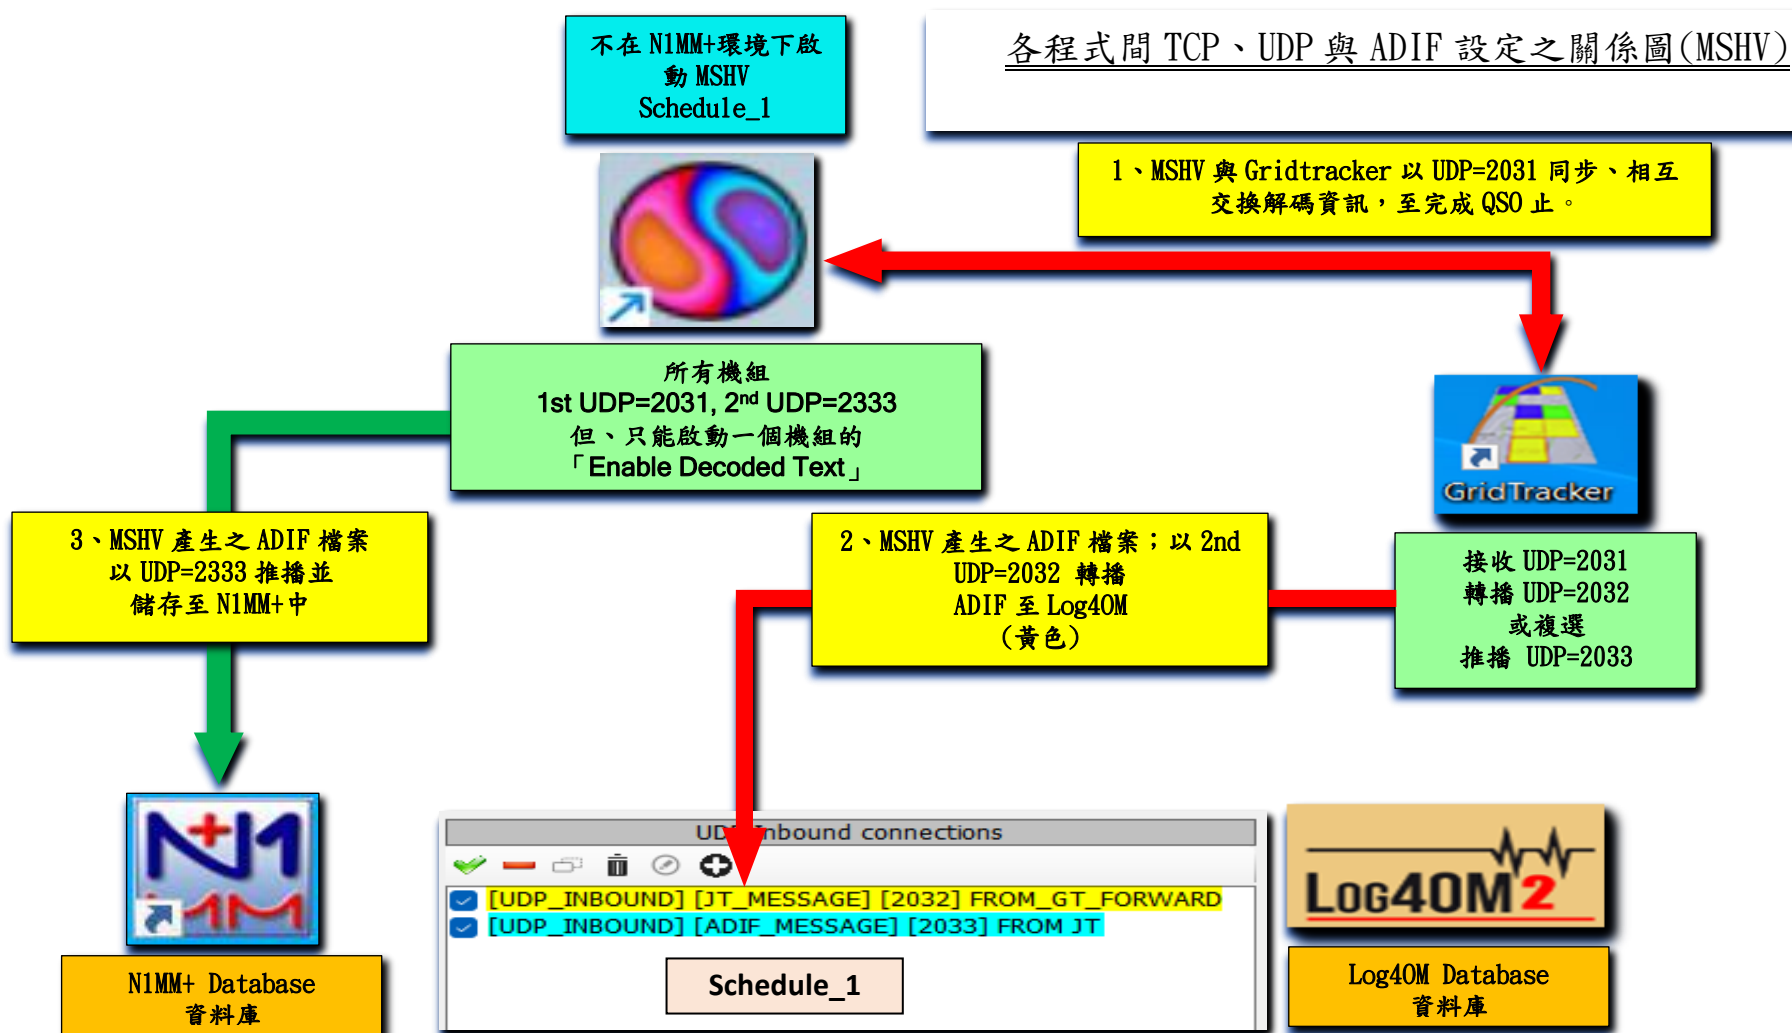 不在 N1MM+環境下啟
動 MSHV
Schedule_1
各程式間 TCP、UDP 與 ADIF 設定之關係圖(MSHV)
1、MSHV 與 Gridtracker 以 UDP=2031 同步、相互
交換解碼資訊，至完成 QSO 止。
所有機組
1st UDP=2031, 2nd UDP=2333
但、只能啟動一個機組的
「Enable Decoded Text」
GridTracker
3、MSHV 產生之 ADIF 檔案
以 UDP=2333 推播並
儲存至 N1MM+中
2、MSHV 產生之 ADIF 檔案；以 2nd
UDP=2032 轉播
ADIF 至 Log4OM
(黃色)
接收 UDP=2031
轉播 UDP=2032
或複選
推播 UDP=2033
N+1
MM
UD nbound connections
[UDP_INBOUND] [JT_MESSAGE] [2032] FROM_GT_FORWARD
[UDP_INBOUND] [ADIF_MESSAGE] [2033] FROM JT
Schedule_1
LOG4OM2
N1MM+ Database
資料庫
Log4OM Database
資料庫